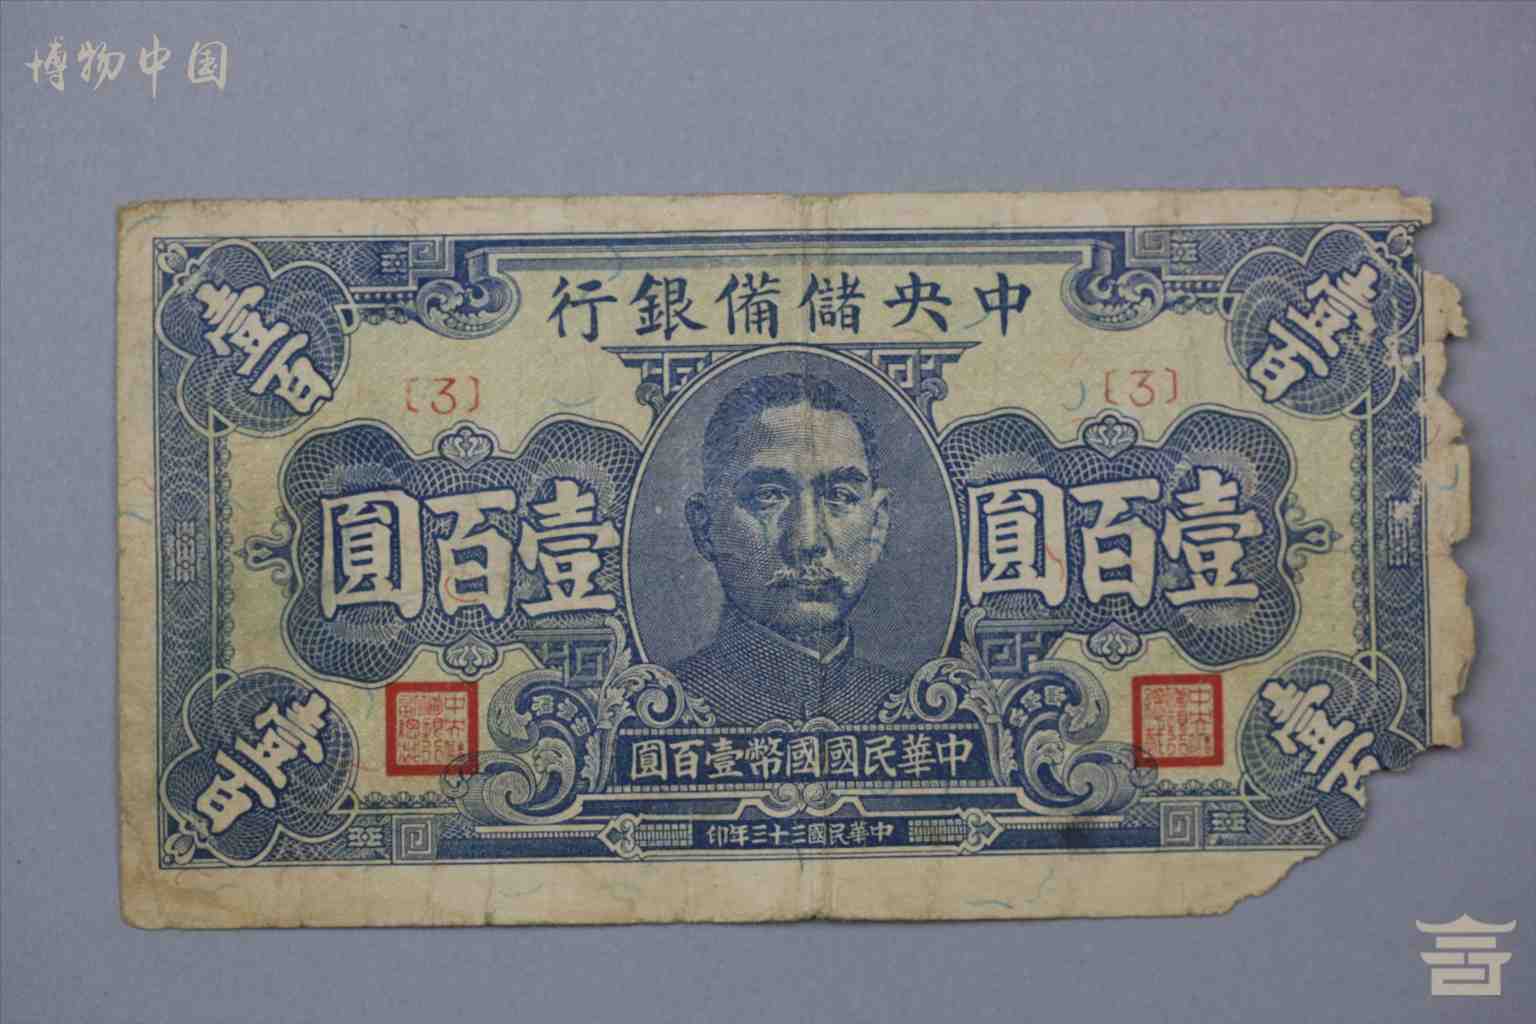 博物中国
中央儲備銀行
〔3〕
〔3〕
壹百
壹百
壹百圓
壹百圓
中華民國國幣壹百圓
中華民國三十三年印
壹百
壹百